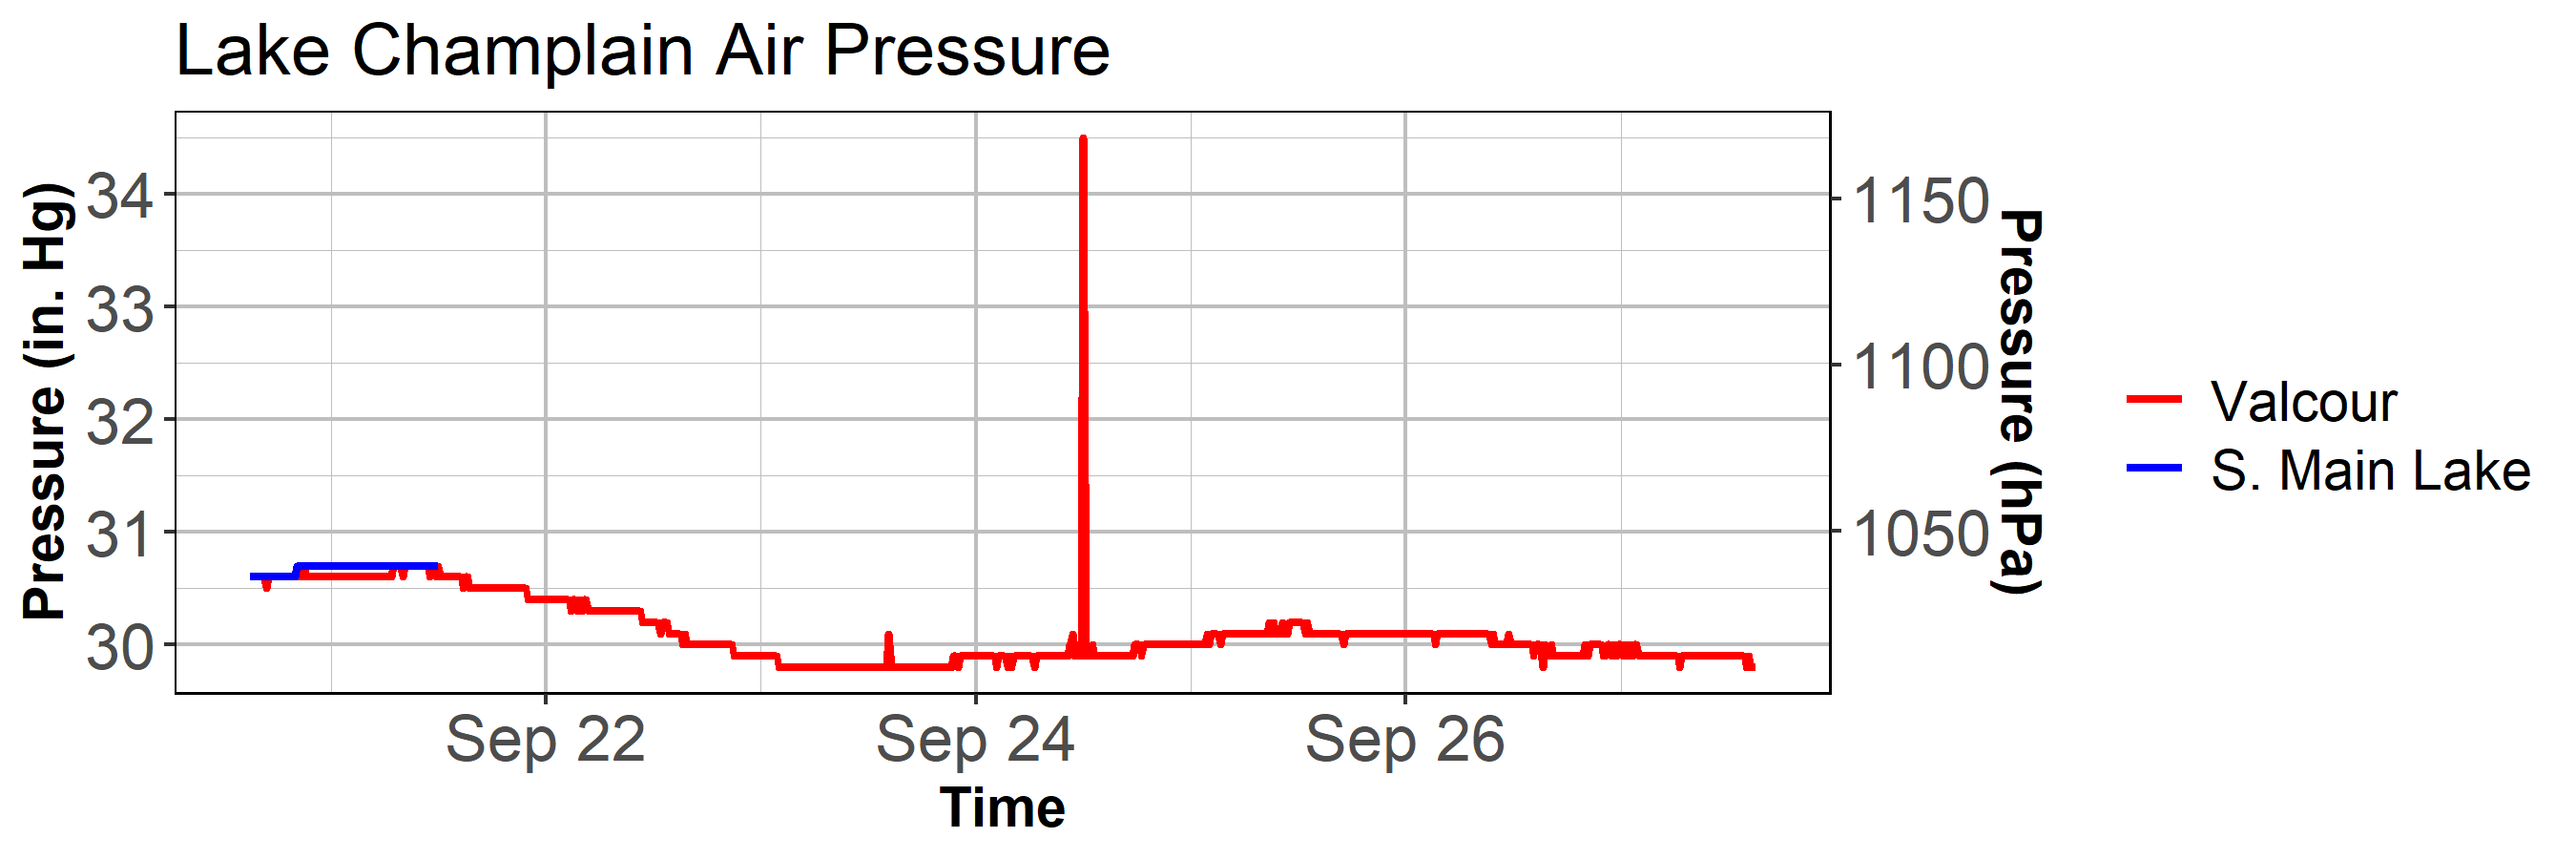 Lake Champlain Air Pressure
Pressure (in. Hg)
34
33
32
31
30
1150
1100
1050
Pressure (hPa)
Sep 22
Sep 24
Sep 26
Time
Valcour
S. Main Lake